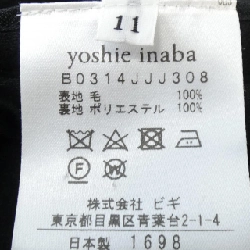 11
yoshie inaba
B0314JJJ308
表地 毛 100%
裏地 ポリエステル 100%
F W
株式会社 ビギ
東京都目黒区青葉台2-1-4
日本製 1698